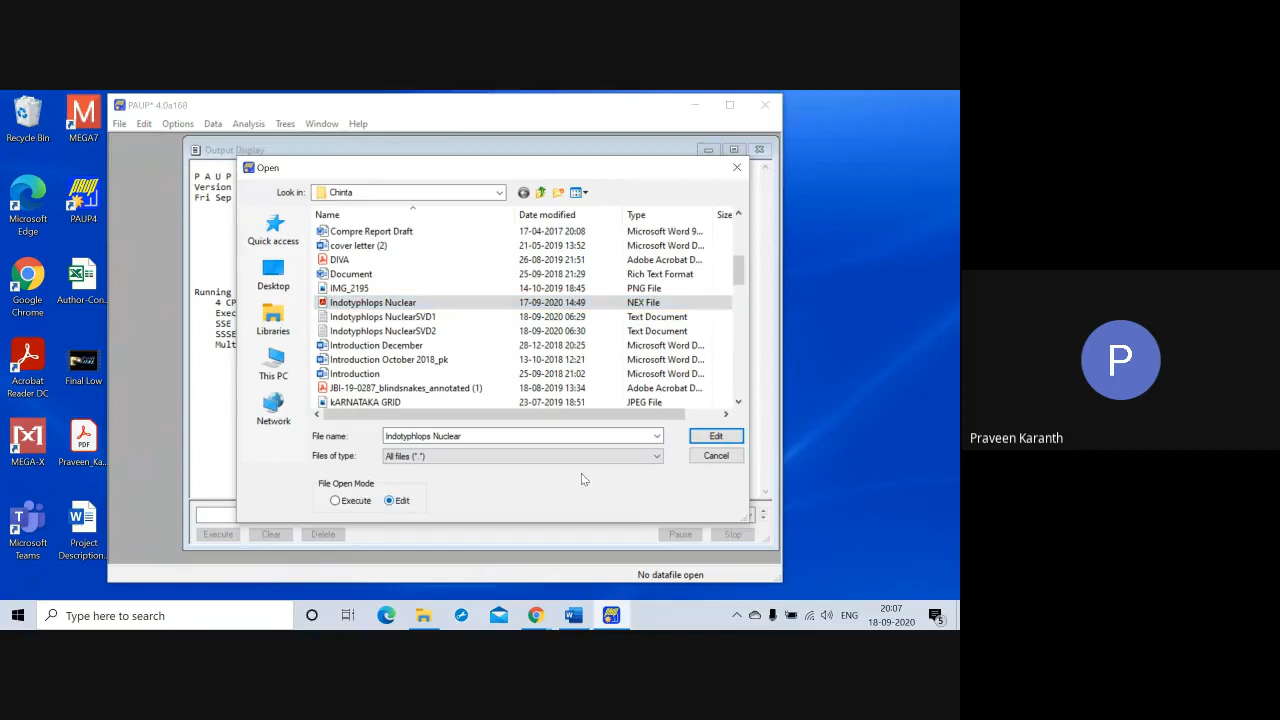 Recycle Bin
MEGA7
Microsoft Edge
PAUP4
Google Chrome
Author-Con...
Acrobat Reader DC
Final Low
MEGA-X
Praveen_Ka...
Microsoft Teams
Project Description...
PAUP* 4.0a168
File Edit Options Data Analysis Trees Window Help
Output Display
P A U P
Version
Fri Sep
Running
4 CP
Exec
SSE
SSSE
Mult
Open
Look in: Chinta
Quick access
Desktop
Libraries
This PC
Network
Name Date modified Type Size
Compre Report Draft 17-04-2017 20:08 Microsoft Word 9...
cover letter (2) 21-05-2019 13:52 Microsoft Word D...
DIVA 26-08-2019 21:51 Adobe Acrobat D...
Document 25-09-2018 21:29 Rich Text Format
IMG_2195 14-10-2019 18:45 PNG File
Indotyphlops Nuclear 17-09-2020 14:49 NEX File
Indotyphlops NuclearSVD1 18-09-2020 06:29 Text Document
Indotyphlops NuclearSVD2 18-09-2020 06:30 Text Document
Introduction December 28-12-2018 20:25 Microsoft Word D...
Introduction October 2018_pk 13-10-2018 12:21 Microsoft Word D...
Introduction 25-09-2018 21:02 Microsoft Word D...
JBI-19-0287_blindsnakes_annotated (1) 18-08-2019 13:34 Adobe Acrobat D...
kARNATAKA GRID 23-07-2019 18:51 JPEG File
File name: Indotyphlops Nuclear Edit
Files of type: All files (*.*) Cancel
File Open Mode
Execute Edit
Execute Clear Delete Pause Stop
No datafile open
Type here to search
ENG
20:07
18-09-2020
5
P
Praveen Karanth